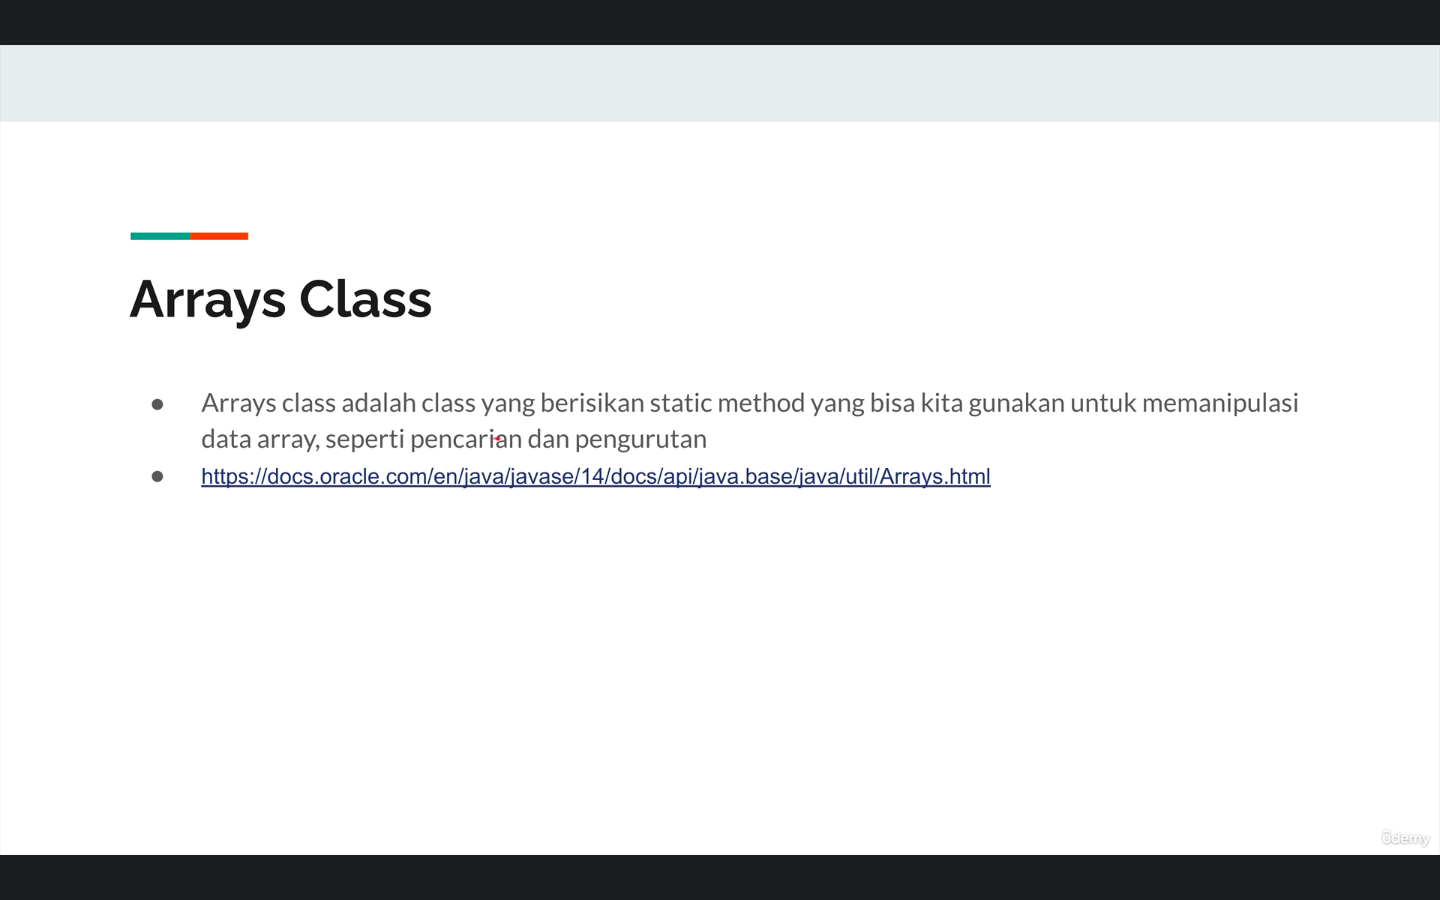 Arrays Class
● Arrays class adalah class yang berisikan static method yang bisa kita gunakan untuk memanipulasi
data array, seperti pencarian dan pengurutan
● https://docs.oracle.com/en/java/javase/14/docs/api/java.base/java/util/Arrays.html
ûdemy